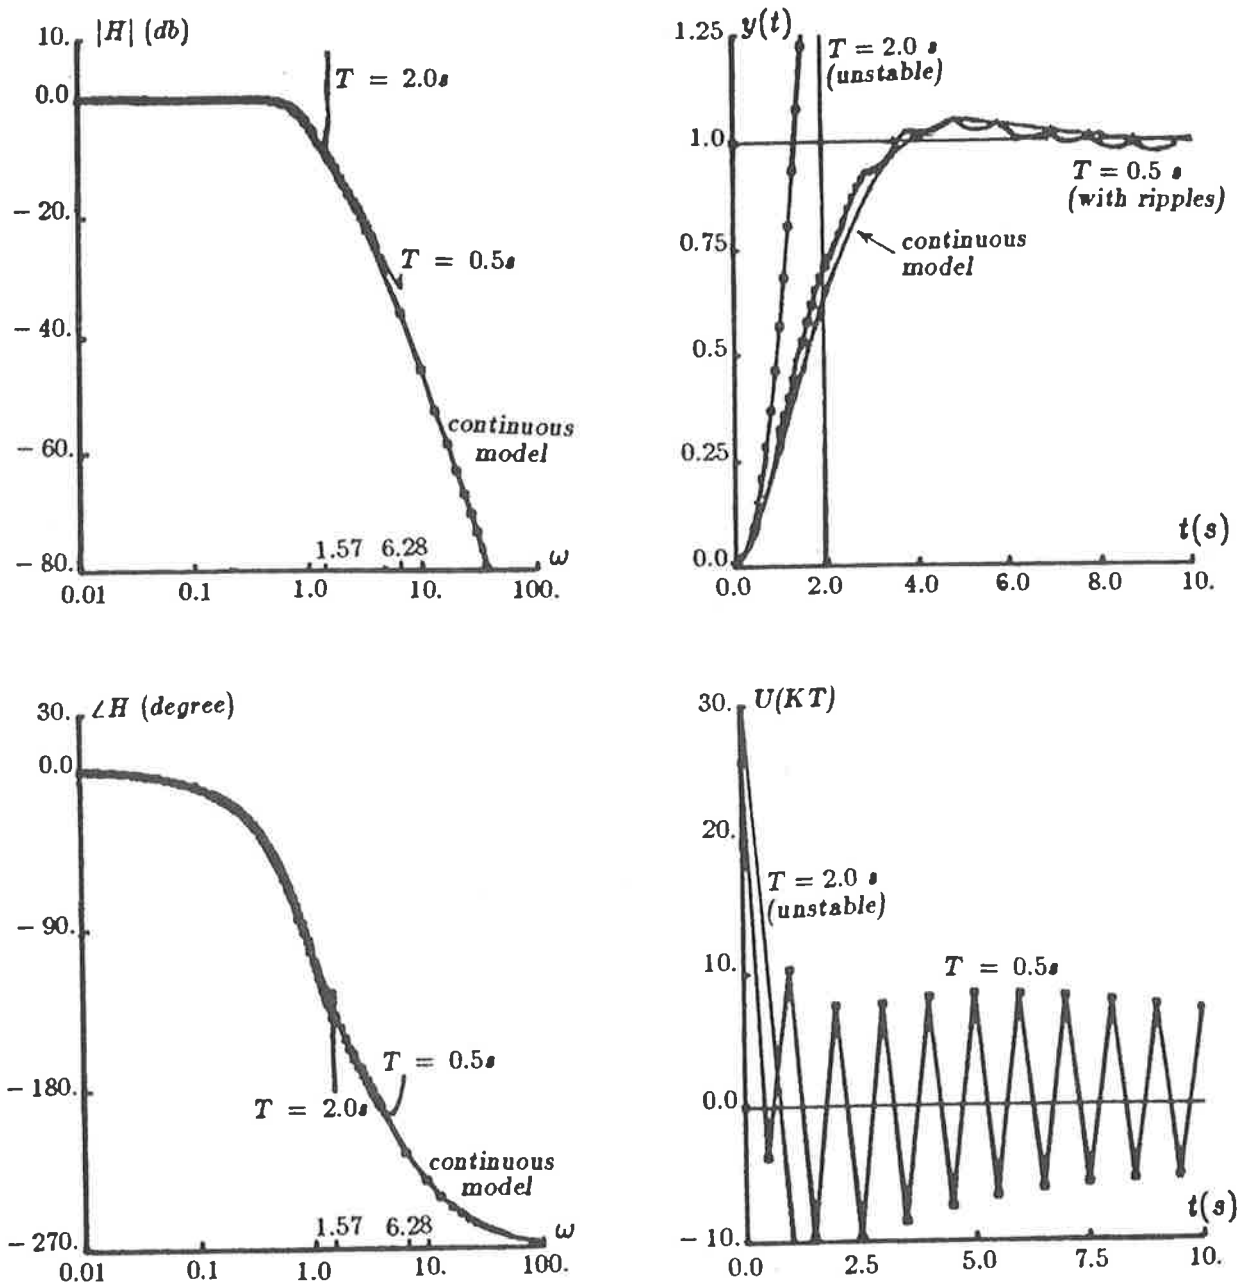 |H| (db)
10.
0.0
− 20.
− 40.
− 60.
− 80.
T = 2.0s
T = 0.5s
continuous
model
1.57 6.28
ω
0.01 0.1 1.0 10. 100.
y(t)
1.25
1.0
0.75
0.5
0.25
0.0
T = 2.0 s
(unstable)
T = 0.5 s
(with ripples)
continuous
model
t(s)
0.0 2.0 4.0 6.0 8.0 10.
∠H (degree)
30.
0.0
− 90.
− 180.
− 270.
T = 0.5s
T = 2.0s
continuous
model
1.57 6.28
ω
0.01 0.1 1.0 10. 100.
U(KT)
30.
20.
10.
0.0
− 10.
T = 2.0 s
(unstable)
T = 0.5s
t(s)
0.0 2.5 5.0 7.5 10.